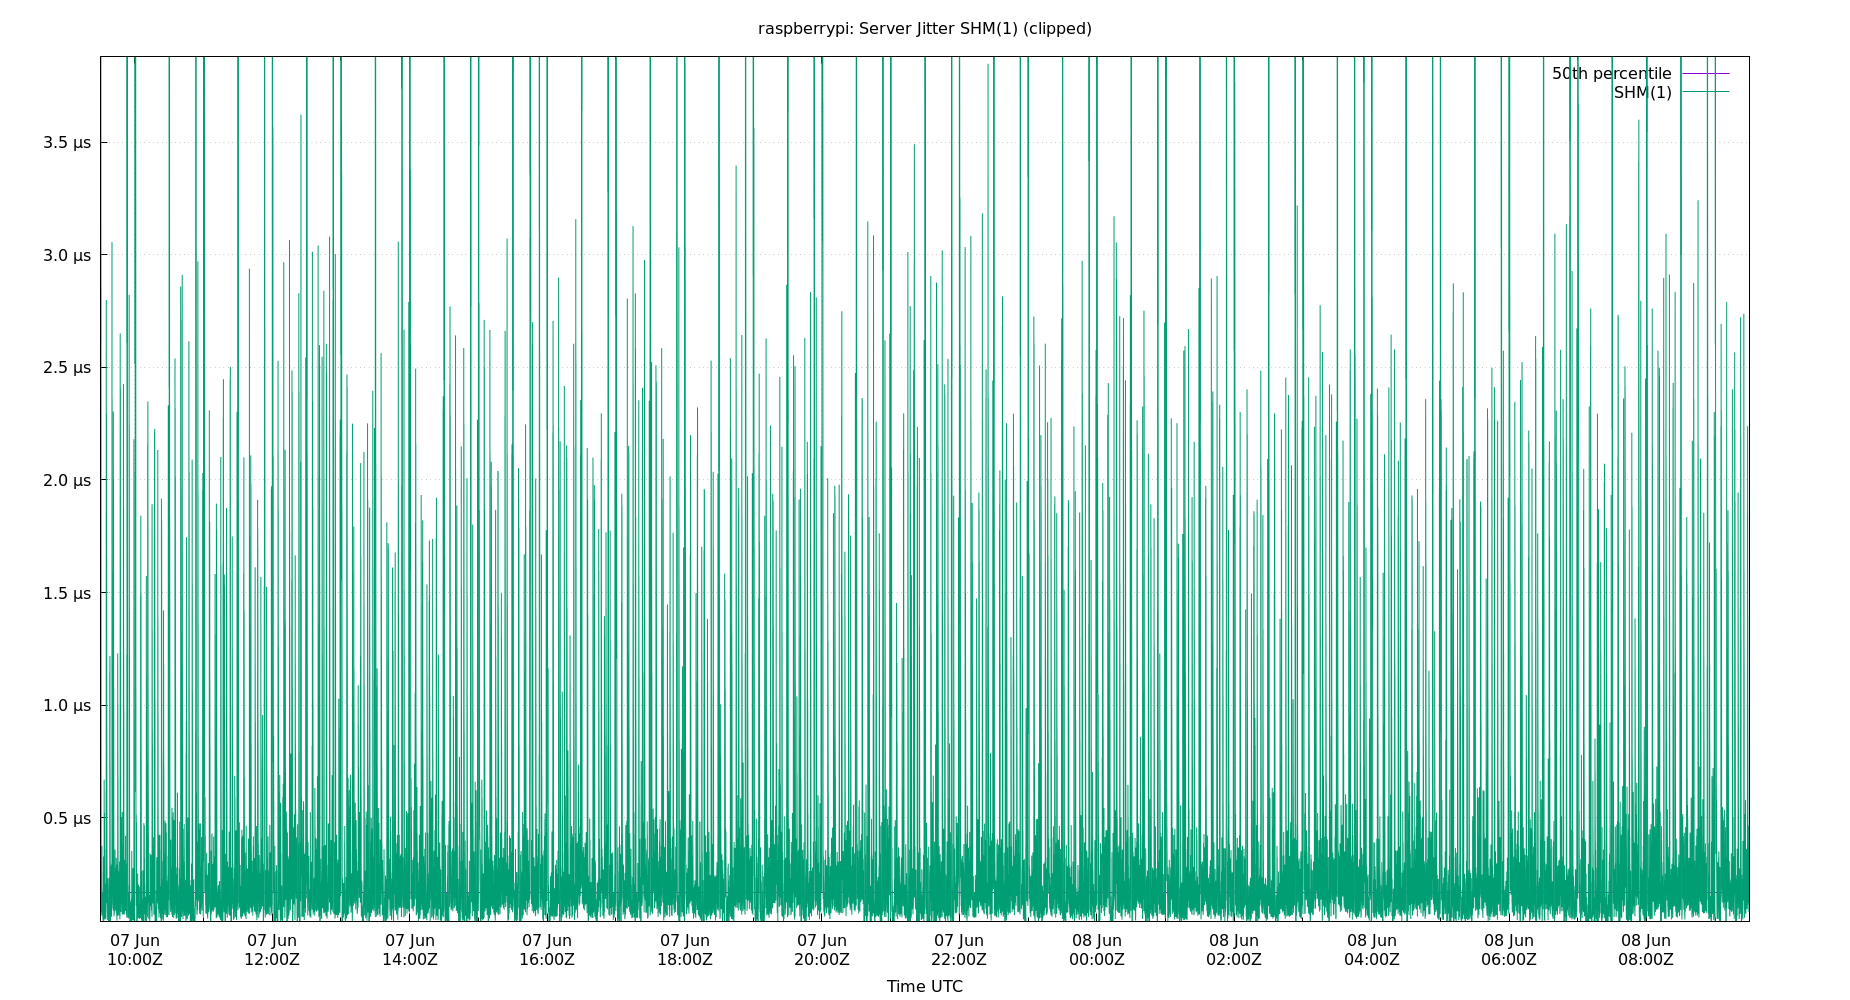 raspberrypi: Server Jitter SHM(1) (clipped)
50th percentile
SHM(1)
3.5 µs
3.0 µs
2.5 µs
2.0 µs
1.5 µs
1.0 µs
0.5 µs
07 Jun 07 Jun 07 Jun 07 Jun 07 Jun 07 Jun 07 Jun 08 Jun 08 Jun 08 Jun 08 Jun 08 Jun
10:00Z 12:00Z 14:00Z 16:00Z 18:00Z 20:00Z 22:00Z 00:00Z 02:00Z 04:00Z 06:00Z 08:00Z
Time UTC